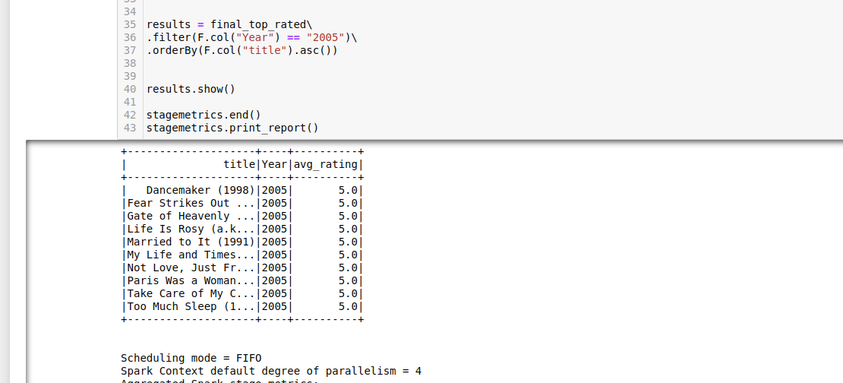 34
35 results = final_top_rated\
36 .filter(F.col("Year") == "2005")\
37 .orderBy(F.col("title").asc())
38
39
40 results.show()
41
42 stagemetrics.end()
43 stagemetrics.print_report()
+--------------------+----+----------+
|               title|Year|avg_rating|
+--------------------+----+----------+
|   Dancemaker (1998)|2005|       5.0|
|Fear Strikes Out ...|2005|       5.0|
|Gate of Heavenly ...|2005|       5.0|
|Life Is Rosy (a.k...|2005|       5.0|
|Married to It (1991)|2005|       5.0|
|My Life and Times...|2005|       5.0|
|Not Love, Just Fr...|2005|       5.0|
|Paris Was a Woman...|2005|       5.0|
|Take Care of My C...|2005|       5.0|
|Too Much Sleep (1...|2005|       5.0|
+--------------------+----+----------+
Scheduling mode = FIFO
Spark Context default degree of parallelism = 4
Aggregated Spark stage metrics: